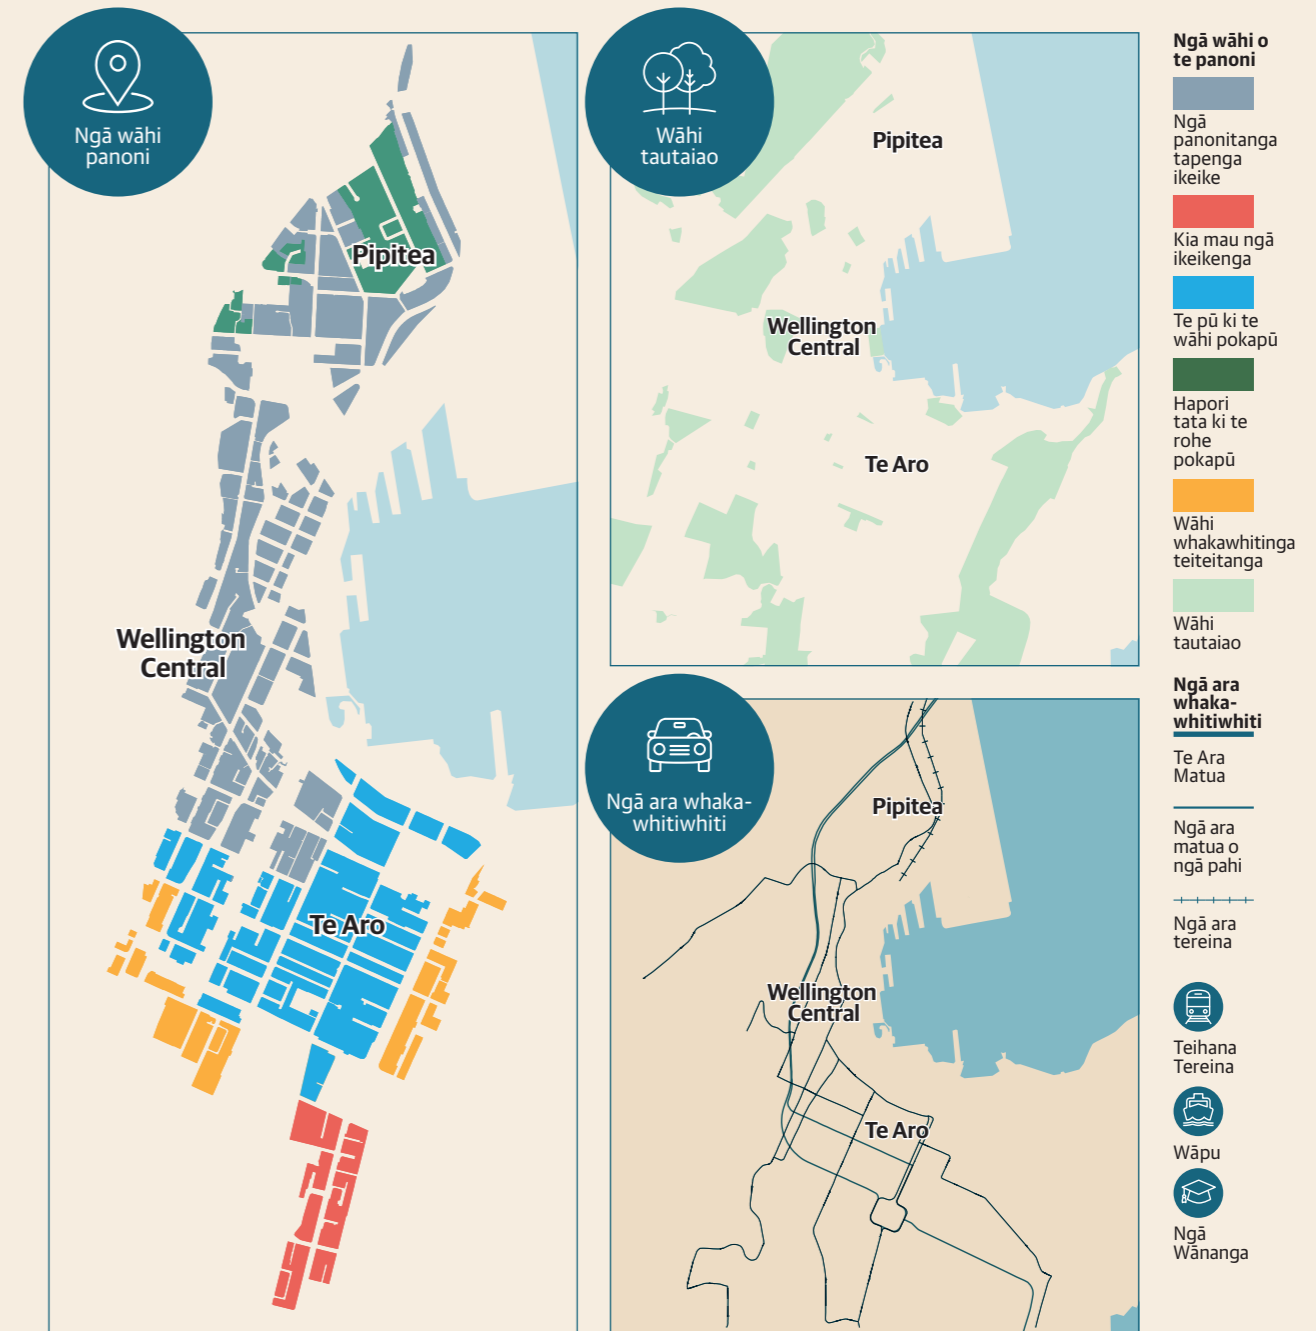 Ngā wāhi
panoni
Pipitea
Wellington
Central
Te Aro
Wāhi
tautaiao
Pipitea
Wellington
Central
Te Aro
Ngā ara whaka-
whitiwhiti
Pipitea
Wellington
Central
Te Aro
Ngā wāhi o
te panoni
Ngā
panonitanga
tapenga
ikeike
Kia mau ngā
ikeikenga
Te pū ki te
wāhi pokapū
Hapori
tata ki te
rohe
pokapū
Wāhi
whakawhitinga
teiteitanga
Wāhi
tautaiao
Ngā ara
whaka-
whitiwhiti
Te Ara
Matua
Ngā ara
matua o
ngā pahi
Ngā ara
tereina
Teihana
Tereina
Wāpu
Ngā
Wānanga